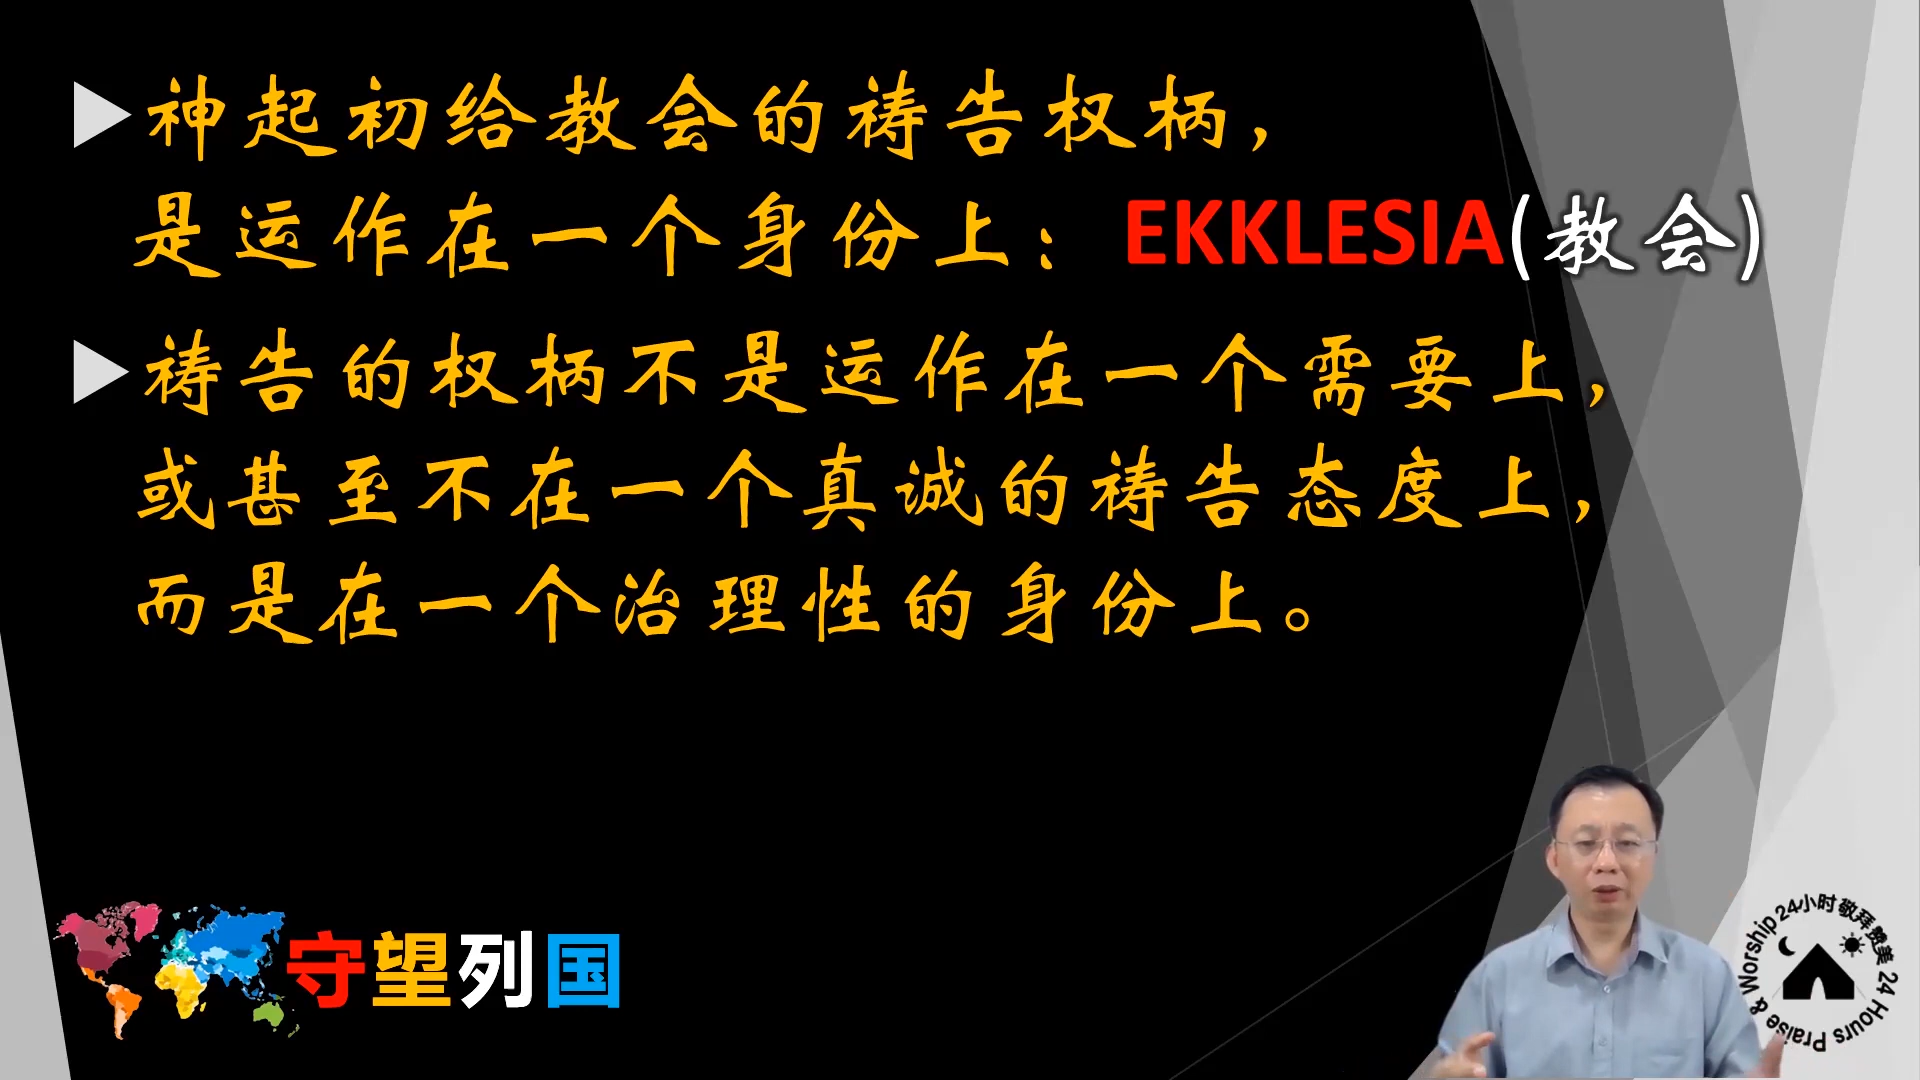 神起初给教会的祷告权柄，
是运作在一个身份上：EKKLESIA(教会)
祷告的权柄不是运作在一个需要上，
或甚至不在一个真诚的祷告态度上，
而是在一个治理性的身份上。
守望列国
24小时敬拜赞美 24 Hours Praise & Worship